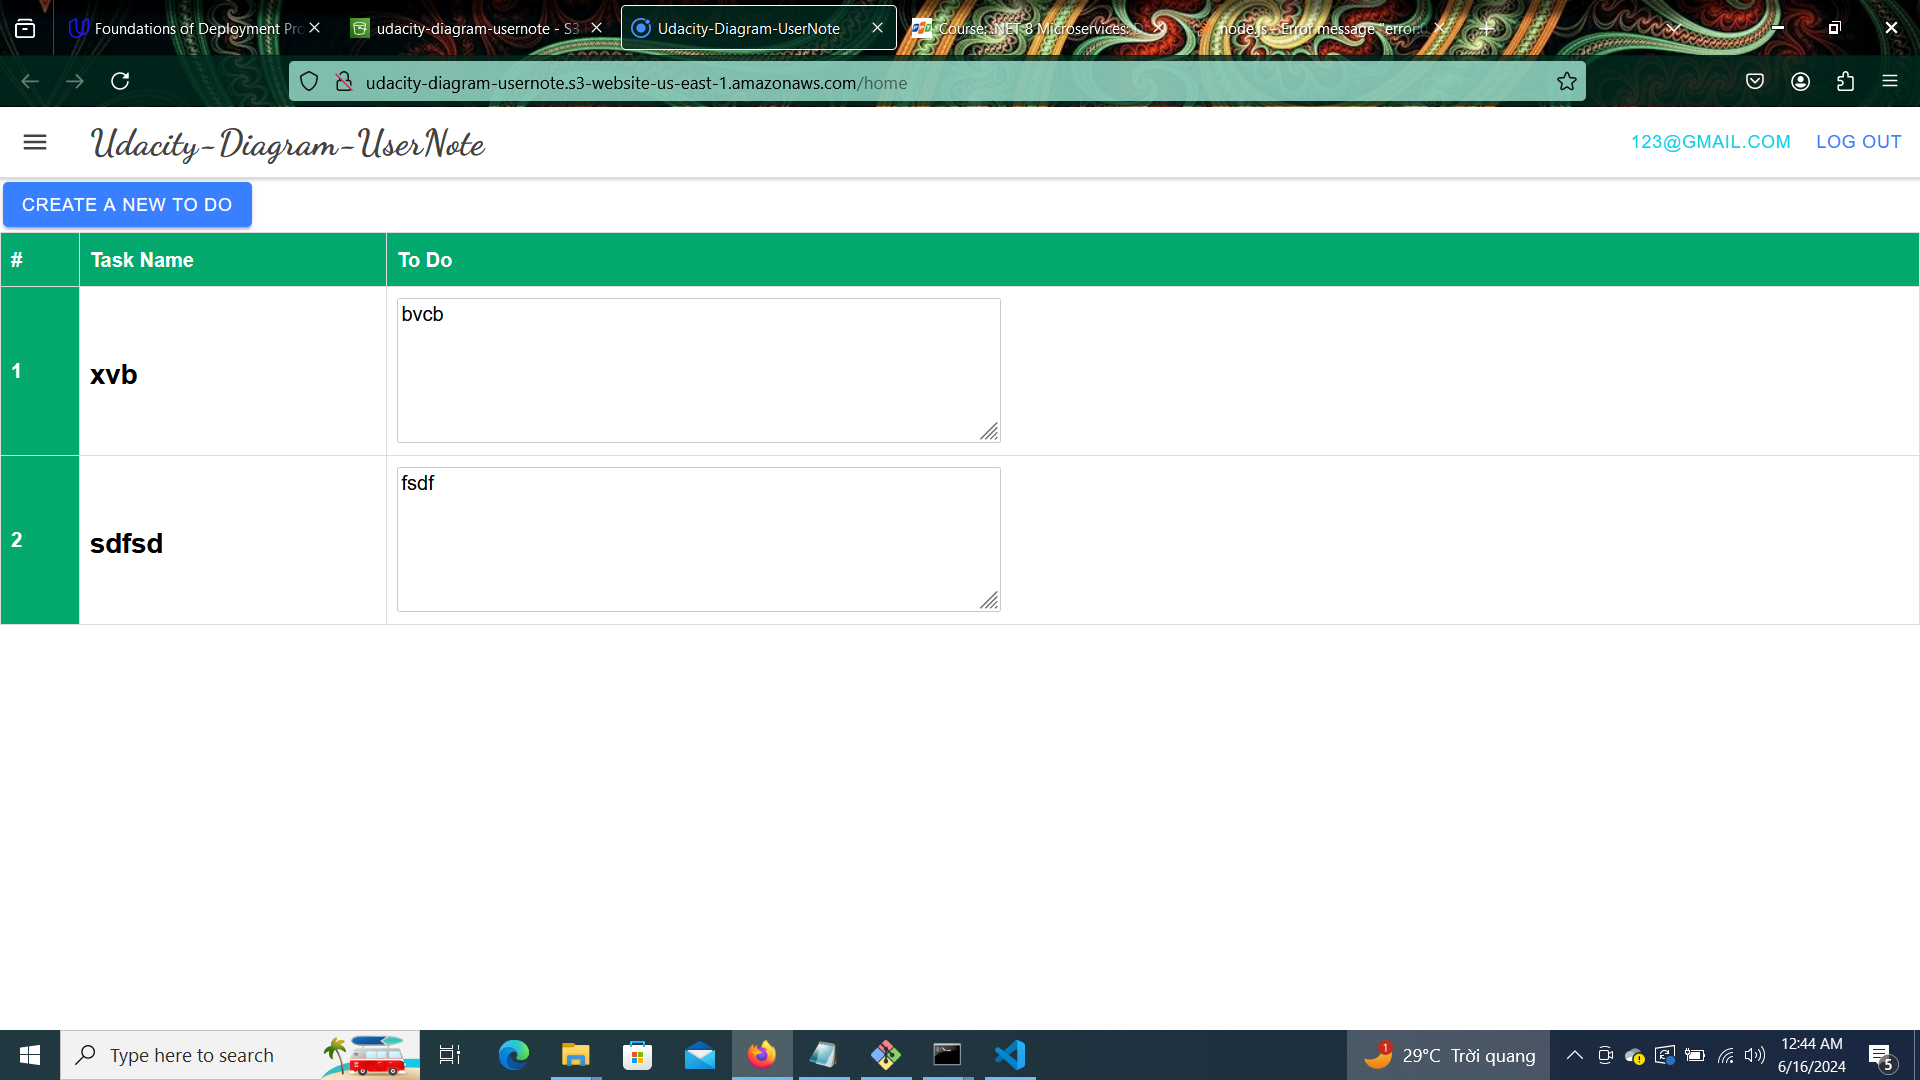 Foundations of Deployment Pro
udacity-diagram-usernote - S3
Udacity-Diagram-UserNote
Course: .NET 8 Microservices: D
node.js - Error message "error:0
udacity-diagram-usernote.s3-website-us-east-1.amazonaws.com/home
Udacity-Diagram-UserNote
123@GMAIL.COM
LOG OUT
CREATE A NEW TO DO
# Task Name To Do
1 xvb bvcb
2 sdfsd fsdf
Type here to search
1
29°C Trời quang
12:44 AM
6/16/2024
5